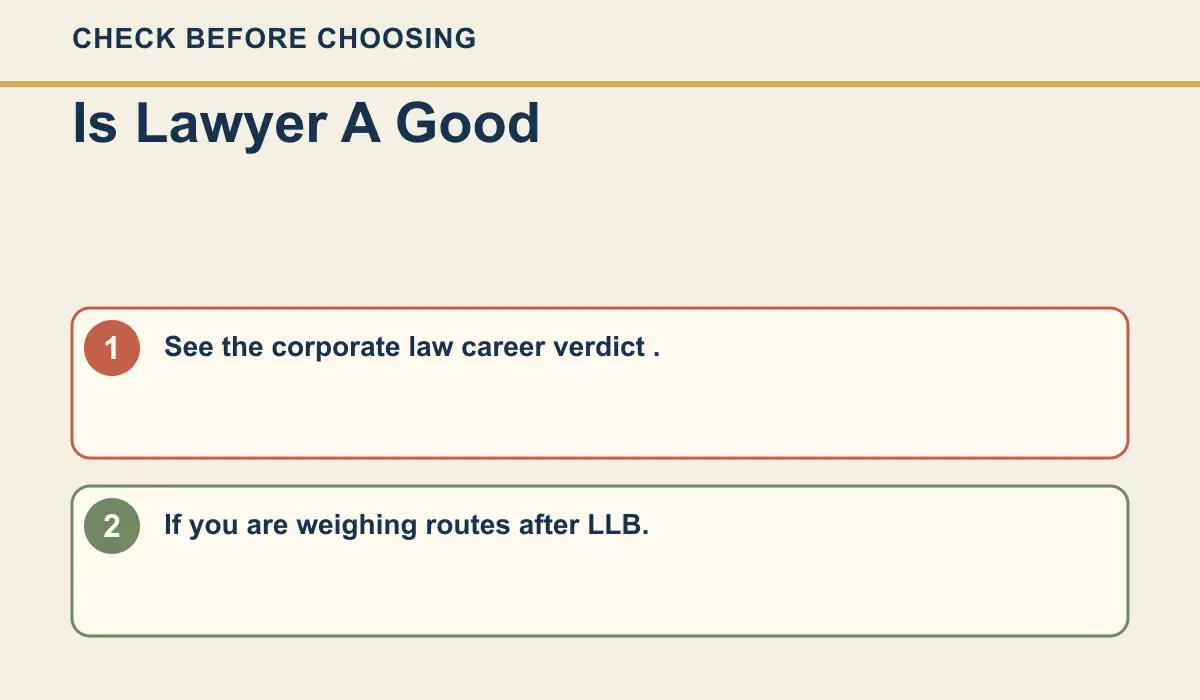 CHECK BEFORE CHOOSING
Is Lawyer A Good
1 See the corporate law career verdict .
2 If you are weighing routes after LLB.